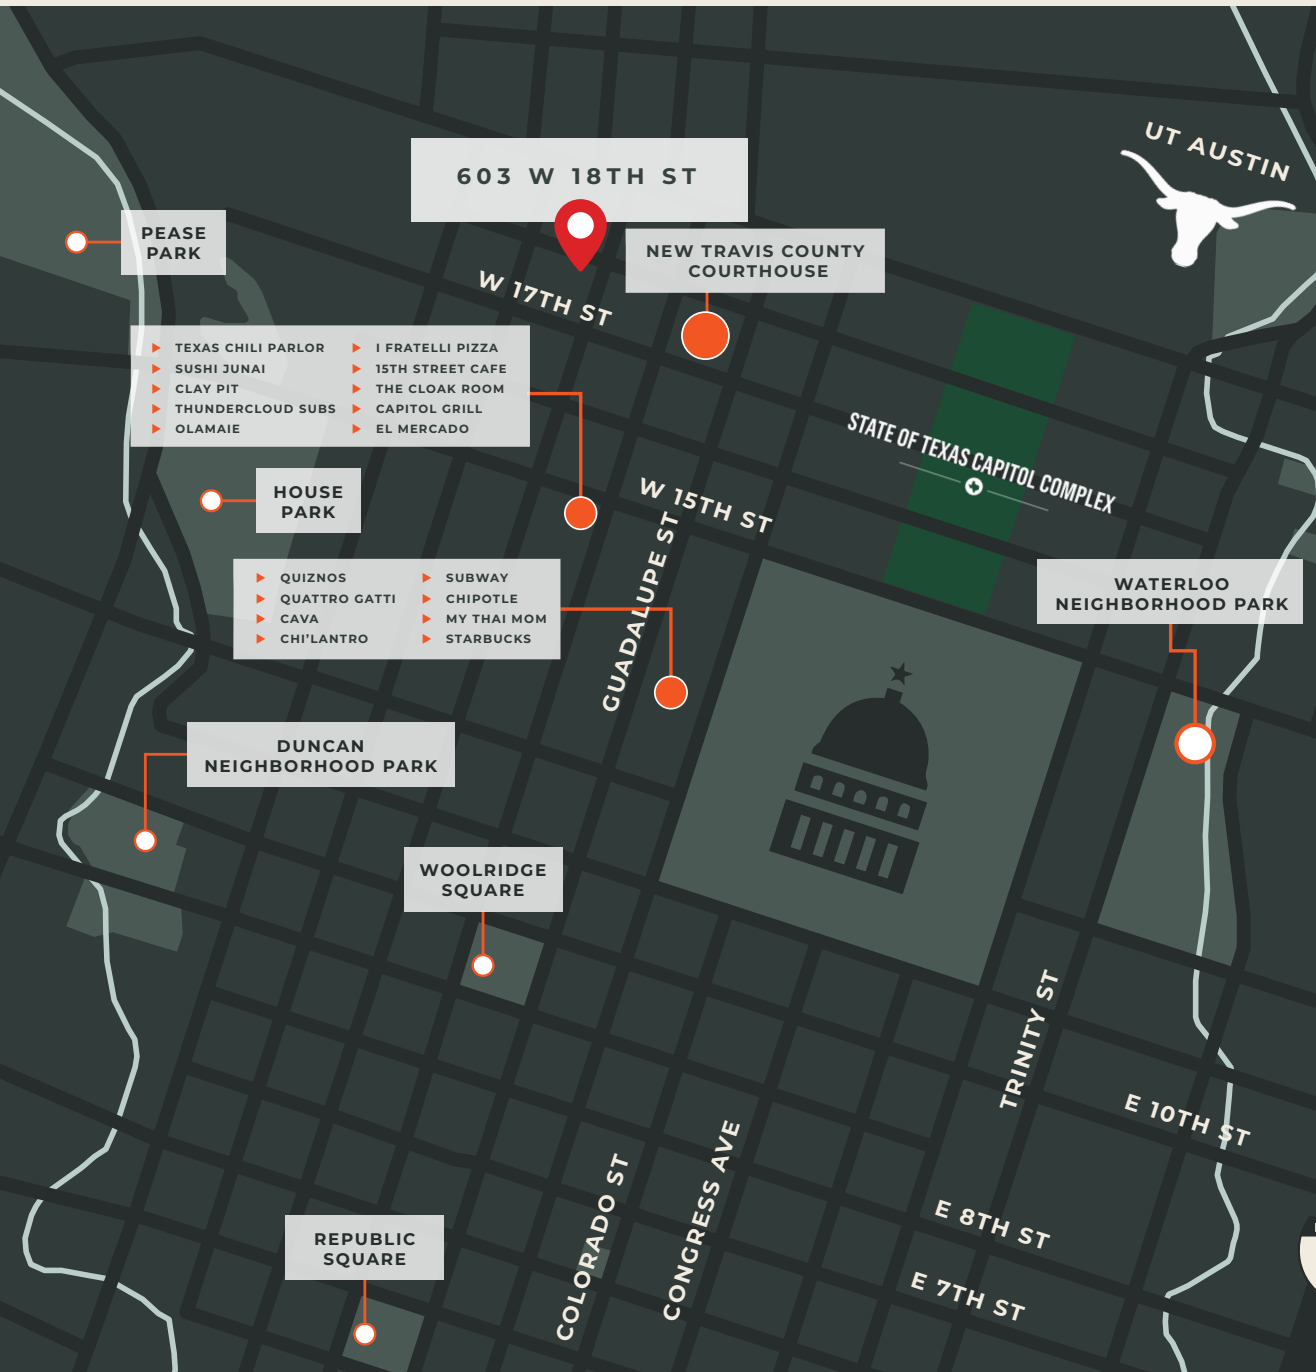 UT AUSTIN
603 W 18TH ST
PEASE
PARK
NEW TRAVIS COUNTY
COURTHOUSE
W 17TH ST
TEXAS CHILI PARLOR
SUSHI JUNAI
CLAY PIT
THUNDERCLOUD SUBS
OLAMAIE
I FRATELLI PIZZA
15TH STREET CAFE
THE CLOAK ROOM
CAPITOL GRILL
EL MERCADO
STATE OF TEXAS CAPITOL COMPLEX
HOUSE
PARK
W 15TH ST
GUADALUPE ST
QUIZNOS
QUATTRO GATTI
CAVA
CHI'LANTRO
SUBWAY
CHIPOTLE
MY THAI MOM
STARBUCKS
WATERLOO
NEIGHBORHOOD PARK
DUNCAN
NEIGHBORHOOD PARK
WOOLRIDGE
SQUARE
TRINITY ST
E 10TH ST
COLORADO ST
CONGRESS AVE
E 8TH ST
REPUBLIC
SQUARE
E 7TH ST